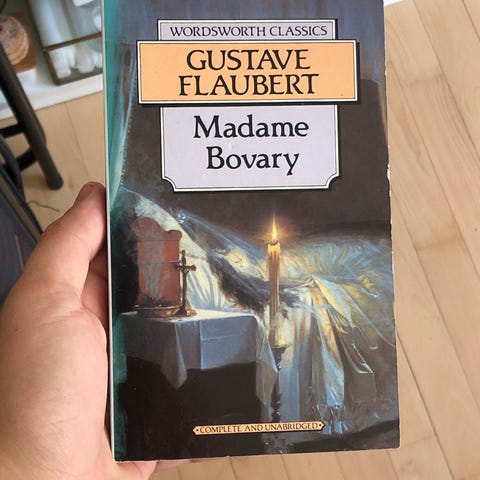 WORDSWORTH CLASSICS
GUSTAVE
FLAUBERT
Madame
Bovary
•COMPLETE AND UNABRIDGED•